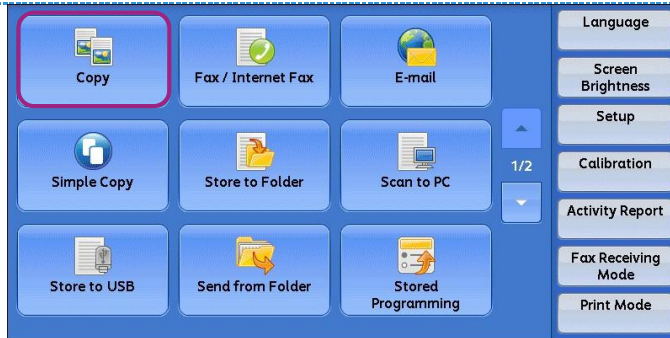 Copy
Fax / Internet Fax
E-mail
Simple Copy
Store to Folder
Scan to PC
Store to USB
Send from Folder
Stored
Programming
1/2
Language
Screen
Brightness
Setup
Calibration
Activity Report
Fax Receiving
Mode
Print Mode